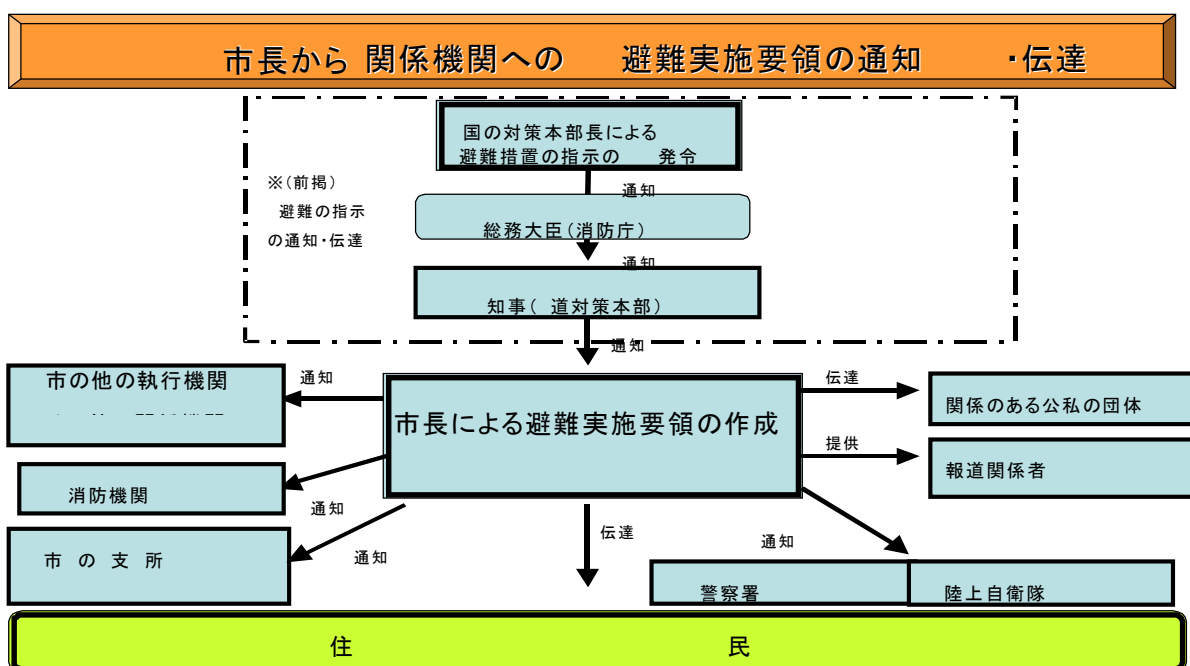 市長から 関係機関への 避難実施要領の通知 ・伝達
国の対策本部長による
避難措置の指示の 発令
※(前掲)
避難の指示
の通知・伝達
通知
総務大臣(消防庁)
通知
知事( 道対策本部)
通知
市の他の執行機関
通知
市長による避難実施要領の作成
伝達
関係のある公私の団体
提供
報道関係者
消防機関
通知
市の支所
通知
伝達
通知
警察署
陸上自衛隊
住 民